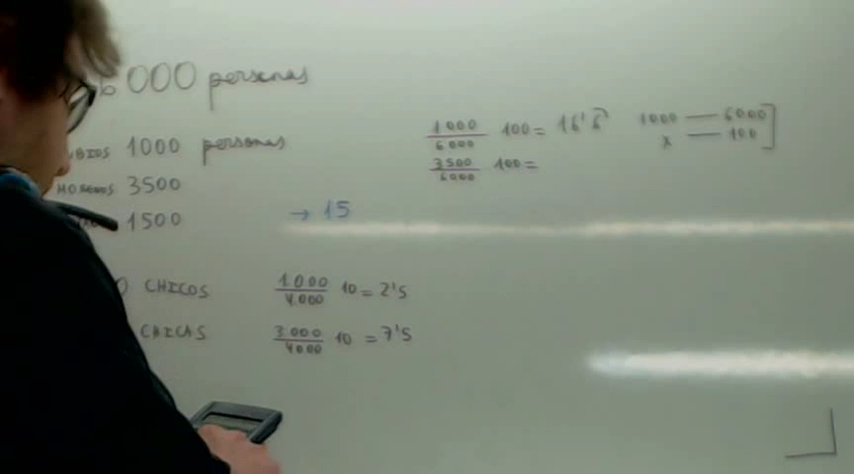 000 personas
1000 personas
3500
1500 → 15
CHICOS 1000/4000 10 = 2'5
CHICAS 3000/4000 10 = 7'5
1000/6000 100 = 16'6
3500/6000 100 =
1000 — 6000
x — 100